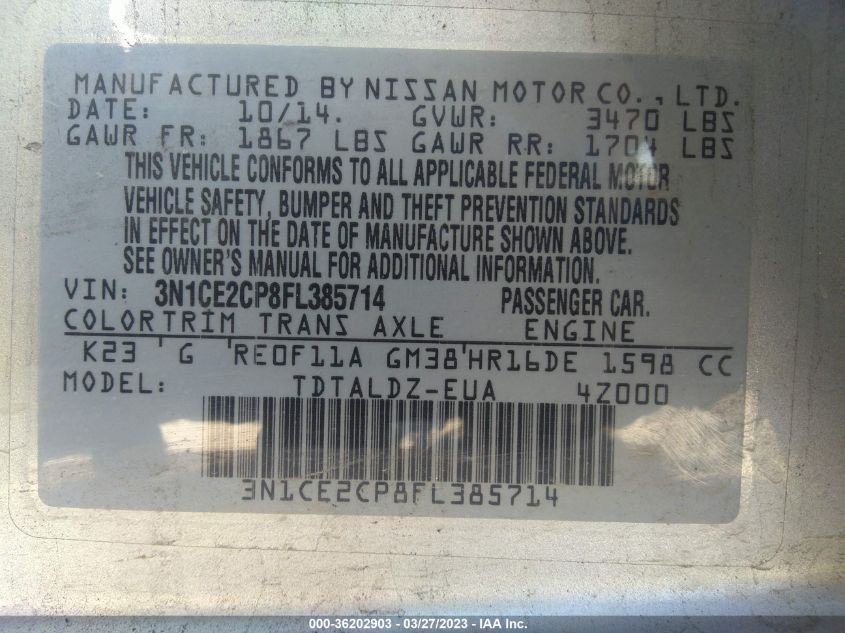 MANUFACTURED BY NISSAN MOTOR CO., LTD.
DATE: 10/14. GVWR: 3470 LBS
GAWR FR: 1867 LBS GAWR RR: 1704 LBS
THIS VEHICLE CONFORMS TO ALL APPLICABLE FEDERAL MOTOR
VEHICLE SAFETY, BUMPER AND THEFT PREVENTION STANDARDS
IN EFFECT ON THE DATE OF MANUFACTURE SHOWN ABOVE.
SEE OWNER'S MANUAL FOR ADDITIONAL INFORMATION.
VIN: 3N1CE2CP8FL385714 PASSENGER CAR.
COLORTRIM TRANS AXLE ENGINE
K23 G RE0F11A GM38 HR16DE 1598 CC
MODEL: TDTALDZ-EUA 4Z000
3N1CE2CP8FL385714
000-36202903 - 03/27/2023 - IAA Inc.